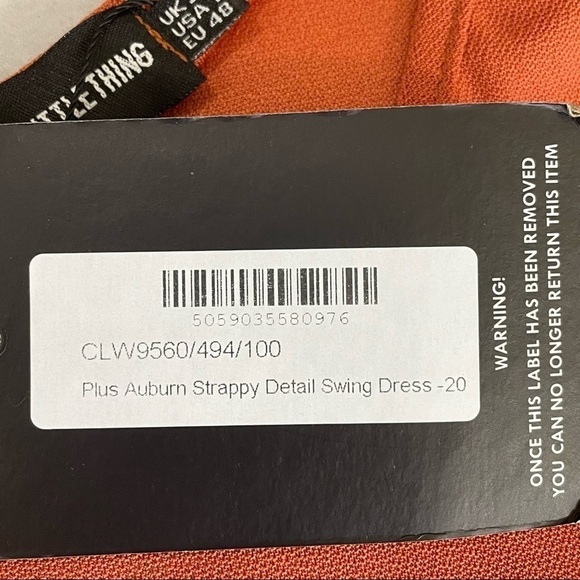 UK
USA
EU 48
THING
5059035580976
CLW9560/494/100
Plus Auburn Strappy Detail Swing Dress -20
WARNING!
ONCE THIS LABEL HAS BEEN REMOVED
YOU CAN NO LONGER RETURN THIS ITEM